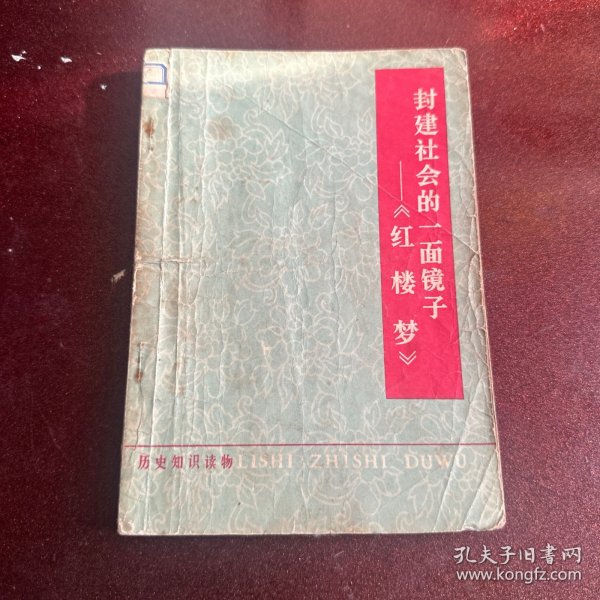 封建社会的一面镜子
——《红楼梦》
历史知识读物 LISHI ZHISHI DUWU
孔夫子旧书网
www.kongfz.com